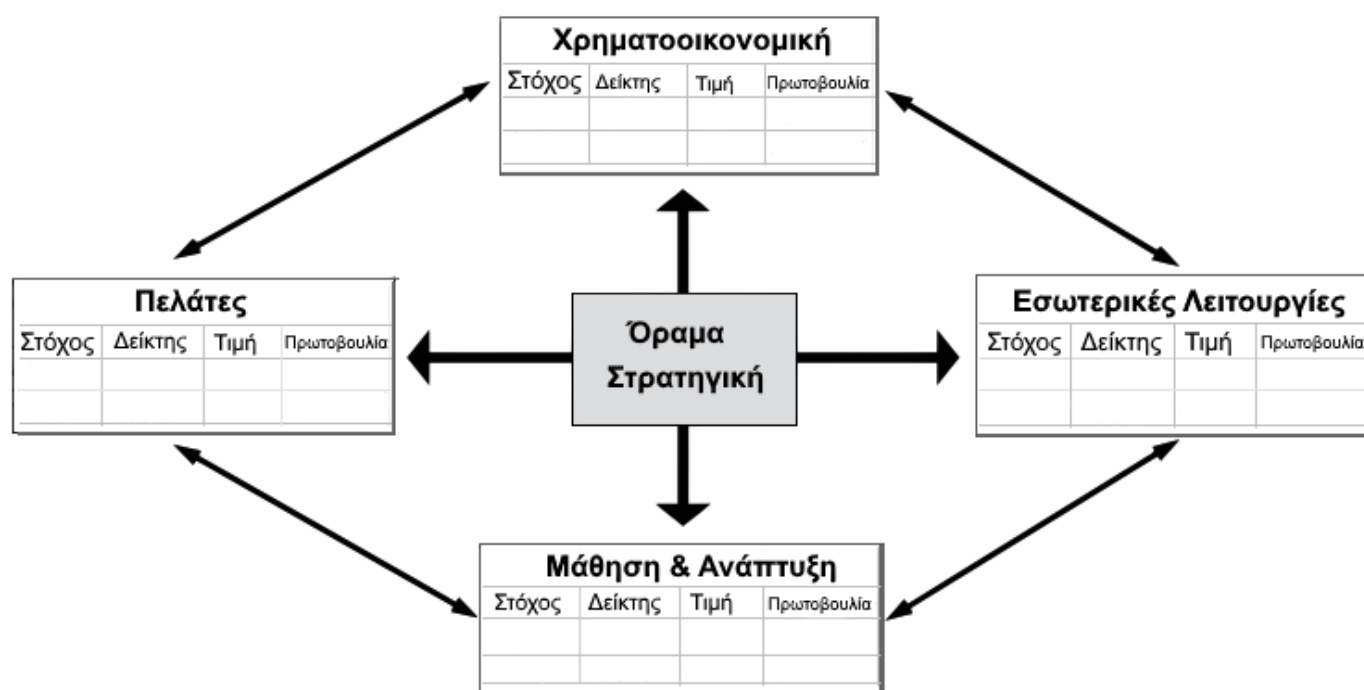 Χρηματοοικονομική
Στόχος Δείκτης Τιμή Πρωτοβουλία
Πελάτες
Στόχος Δείκτης Τιμή Πρωτοβουλία
Όραμα
Στρατηγική
Εσωτερικές Λειτουργίες
Στόχος Δείκτης Τιμή Πρωτοβουλία
Μάθηση & Ανάπτυξη
Στόχος Δείκτης Τιμή Πρωτοβουλία